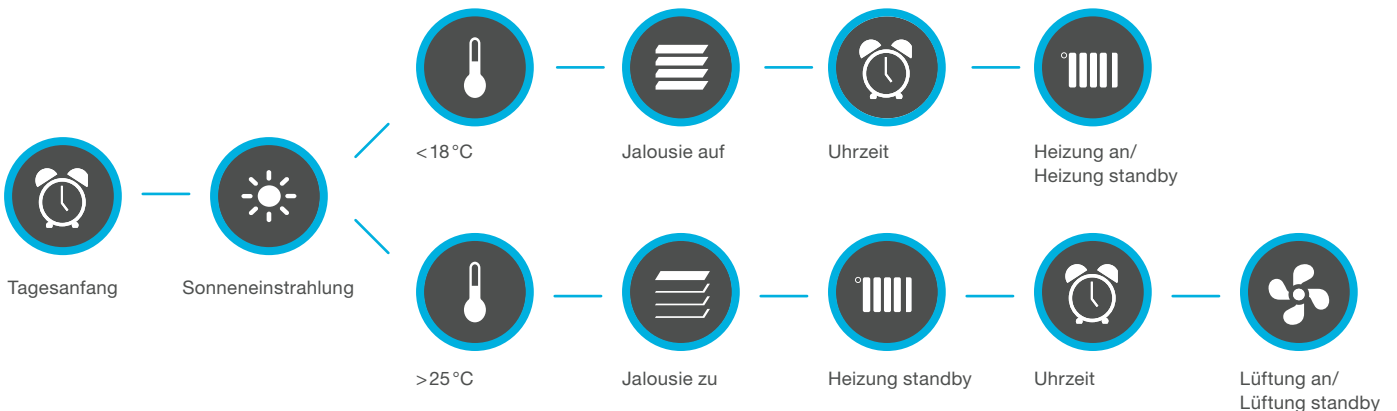 <18°C
Jalousie auf
Uhrzeit
Heizung an/
Heizung standby
Tagesanfang
Sonneneinstrahlung
>25°C
Jalousie zu
Heizung standby
Uhrzeit
Lüftung an/
Lüftung standby